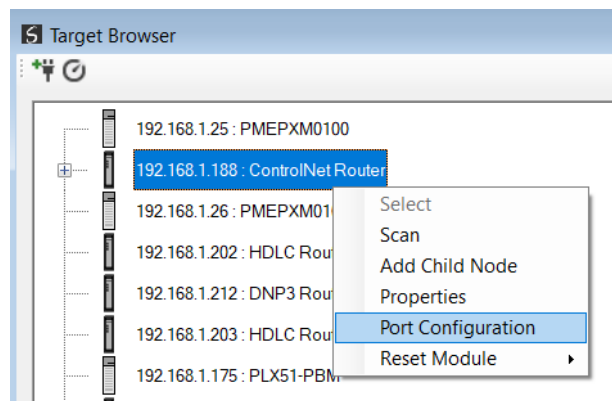 Target Browser
192.168.1.25 : PMEPXM0100
192.168.1.188 : ControlNet Router
192.168.1.26 : PMEPXM01
192.168.1.202 : HDLC Rou
192.168.1.212 : DNP3 Rou
192.168.1.203 : HDLC Rou
192.168.1.175 : PLX51-PBM
Select
Scan
Add Child Node
Properties
Port Configuration
Reset Module